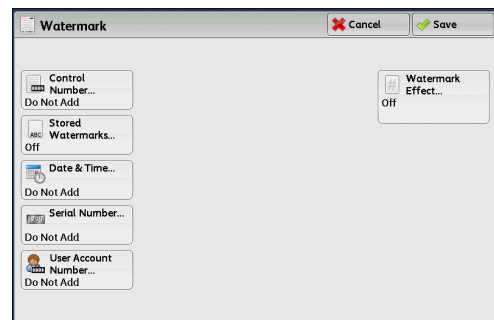 Watermark
Cancel
Save
Control
Number...
Do Not Add
Watermark
Effect...
Off
ABC
Stored
Watermarks...
Off
Date & Time...
Do Not Add
Serial Number...
Do Not Add
User Account
Number...
Do Not Add